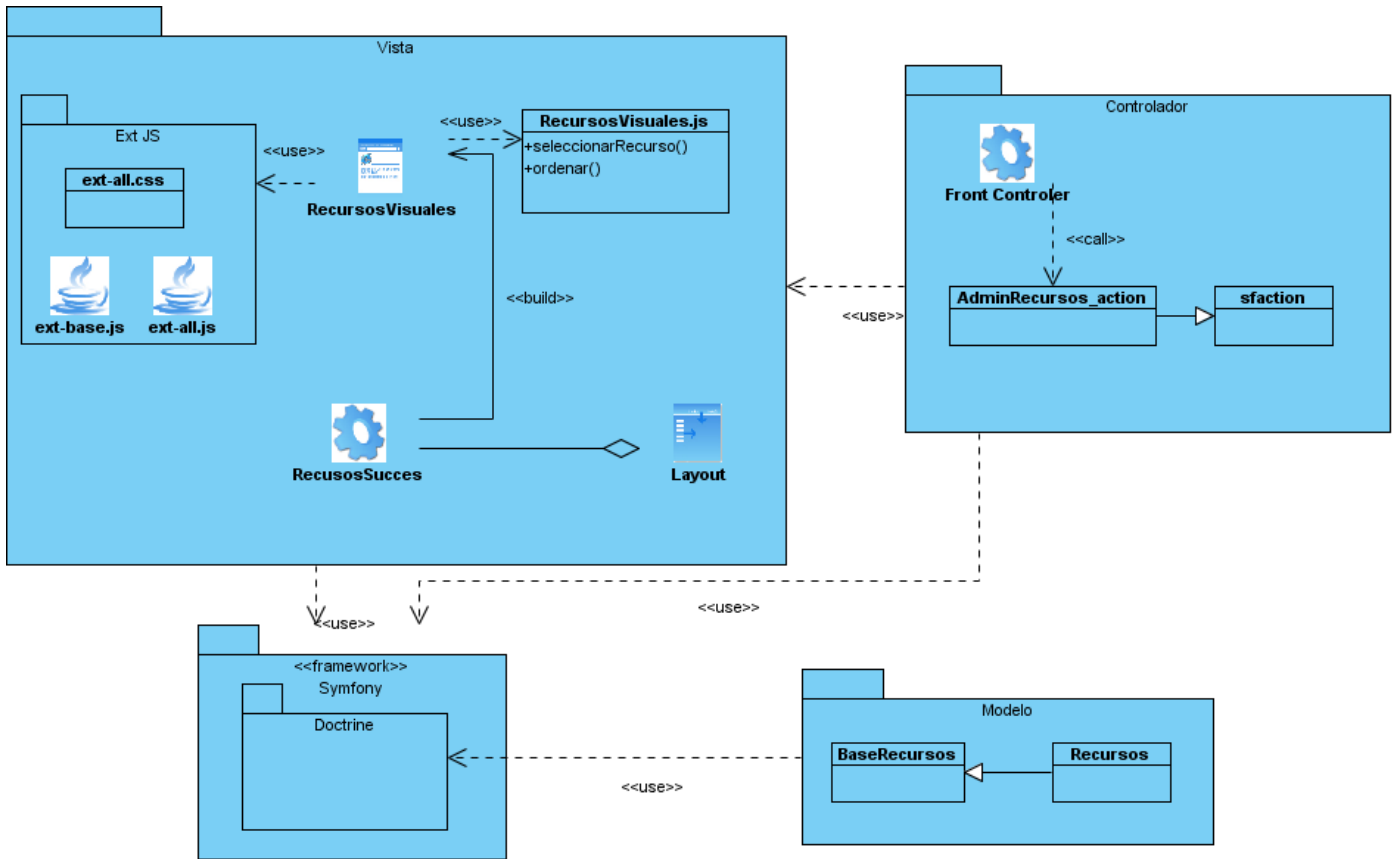 Vista
Ext JS
ext-all.css
ext-base.js
ext-all.js
<<use>>
RecursosVisuales
<<use>>
RecursosVisuales.js
+seleccionarRecurso()
+ordenar()
<<build>>
RecusosSucces
Layout
<<use>>
Controlador
Front Controler
<<call>>
AdminRecursos_action
sfaction
<<use>>
<<use>>
<<framework>>
Symfony
Doctrine
<<use>>
Modelo
BaseRecursos
Recursos